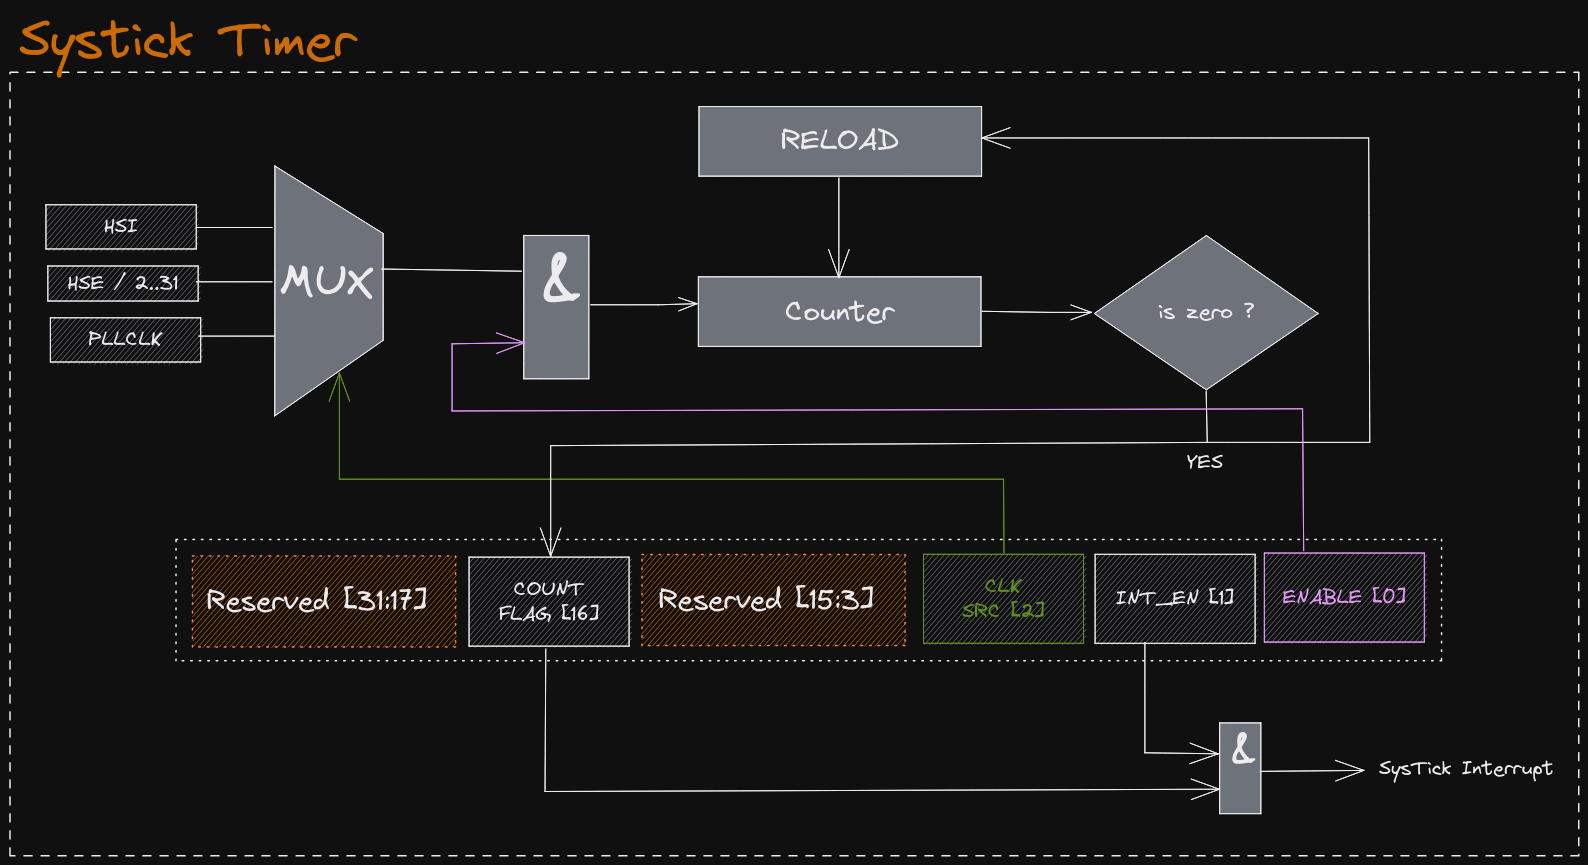 Systick Timer
RELOAD
HSI
HSE / 2..31
PLLCLK
MUX
&
Counter
is zero ?
YES
Reserved [31:17]
COUNT
FLAG [16]
Reserved [15:3]
CLK
SRC [2]
INT_EN [1]
ENABLE [0]
&
SysTick Interrupt